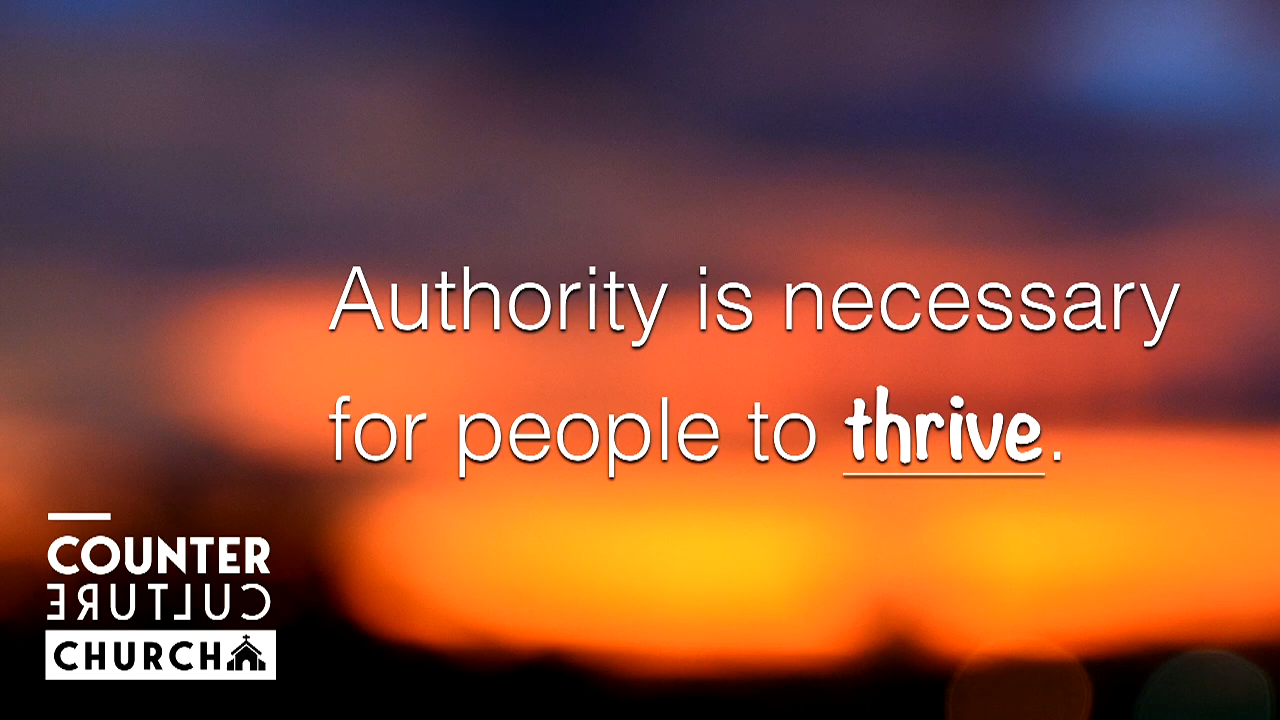 Authority is necessary
for people to thrive.
COUNTER
CULTURE
CHURCH